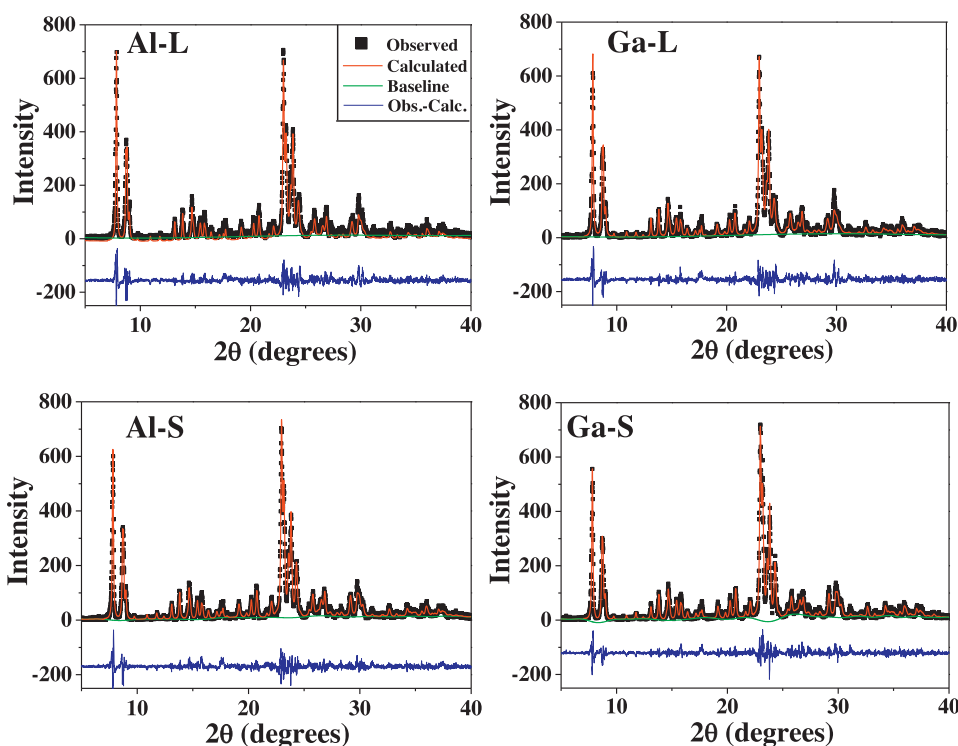 Al-L
Observed
Calculated
Baseline
Obs.-Calc.
Intensity
800
600
400
200
0
-200
10
20
30
40
2θ (degrees)
Ga-L
Intensity
800
600
400
200
0
-200
10
20
30
40
2θ (degrees)
Al-S
Intensity
800
600
400
200
0
-200
10
20
30
40
2θ (degrees)
Ga-S
Intensity
800
600
400
200
0
-200
10
20
30
40
2θ (degrees)